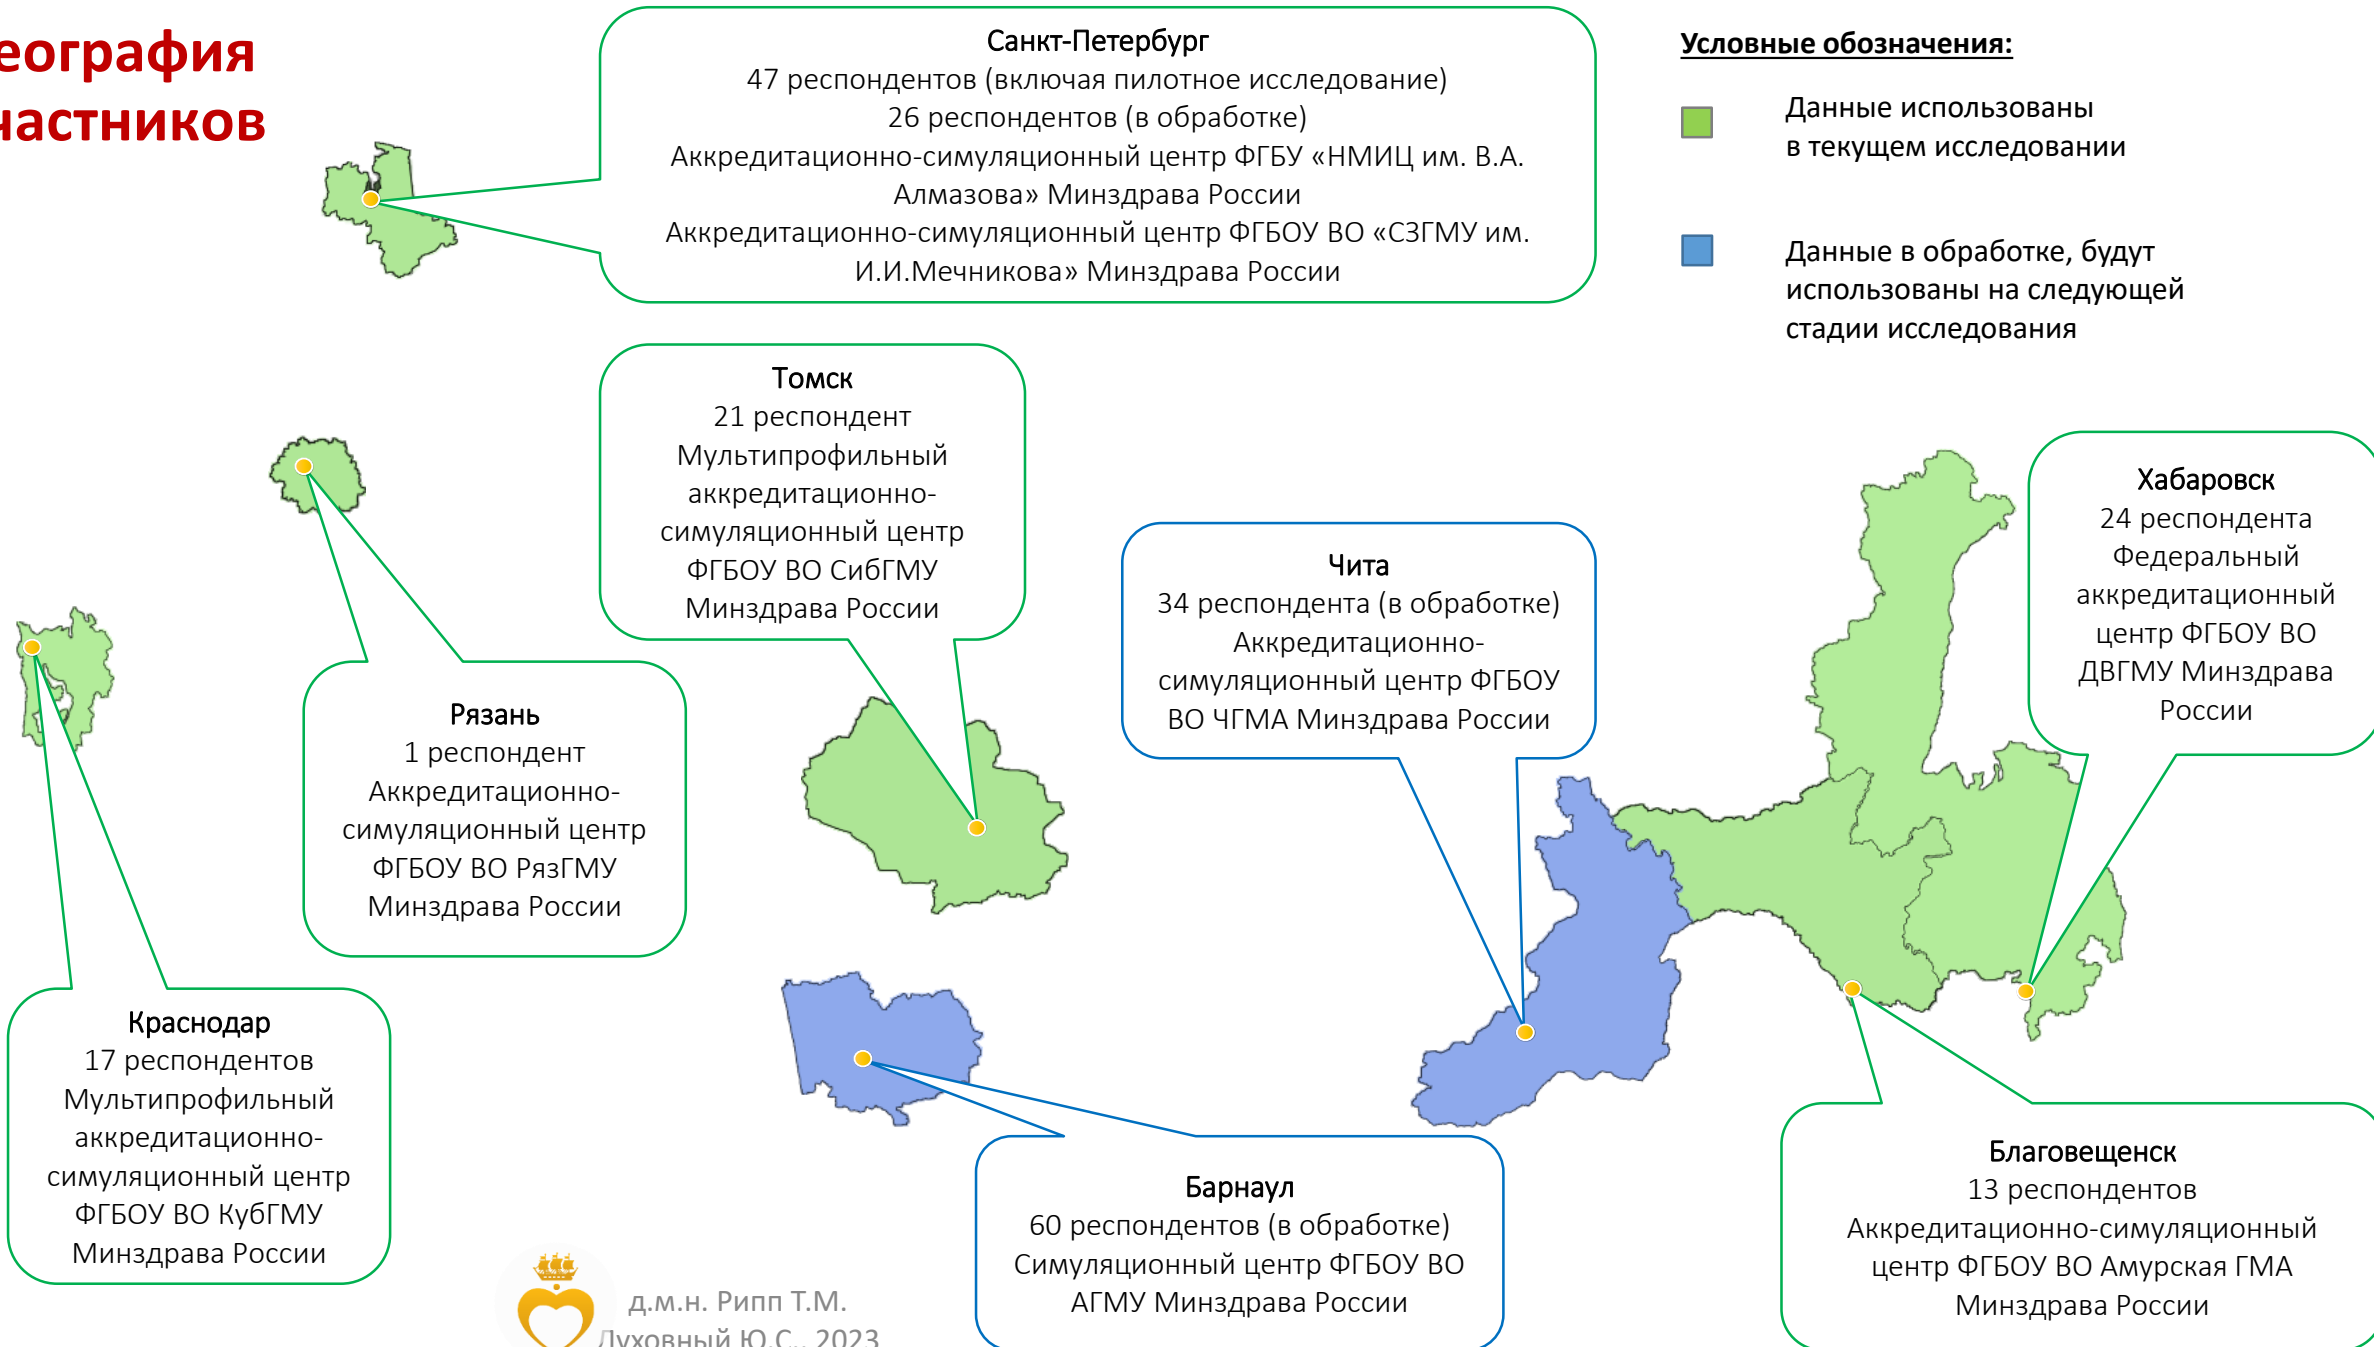 еография
частников
Санкт-Петербург
47 респондентов (включая пилотное исследование)
26 респондентов (в обработке)
Аккредитационно-симуляционный центр ФГБУ «НМИЦ им. В.А.
Алмазова» Минздрава России
Аккредитационно-симуляционный центр ФГБОУ ВО «СЗГМУ им.
И.И.Мечникова» Минздрава России
Условные обозначения:
Данные использованы
в текущем исследовании
Данные в обработке, будут
использованы на следующей
стадии исследования
Томск
21 респондент
Мультипрофильный
аккредитационно-
симуляционный центр
ФГБОУ ВО СибГМУ
Минздрава России
Хабаровск
24 респондента
Федеральный
аккредитационный
центр ФГБОУ ВО
ДВГМУ Минздрава
России
Чита
34 респондента (в обработке)
Аккредитационно-
симуляционный центр ФГБОУ
ВО ЧГМА Минздрава России
Рязань
1 респондент
Аккредитационно-
симуляционный центр
ФГБОУ ВО РязГМУ
Минздрава России
Краснодар
17 респондентов
Мультипрофильный
аккредитационно-
симуляционный центр
ФГБОУ ВО КубГМУ
Минздрава России
Барнаул
60 респондентов (в обработке)
Симуляционный центр ФГБОУ ВО
АГМУ Минздрава России
Благовещенск
13 респондентов
Аккредитационно-симуляционный
центр ФГБОУ ВО Амурская ГМА
Минздрава России
д.м.н. Рипп Т.М.
Луховный Ю.С., 2023